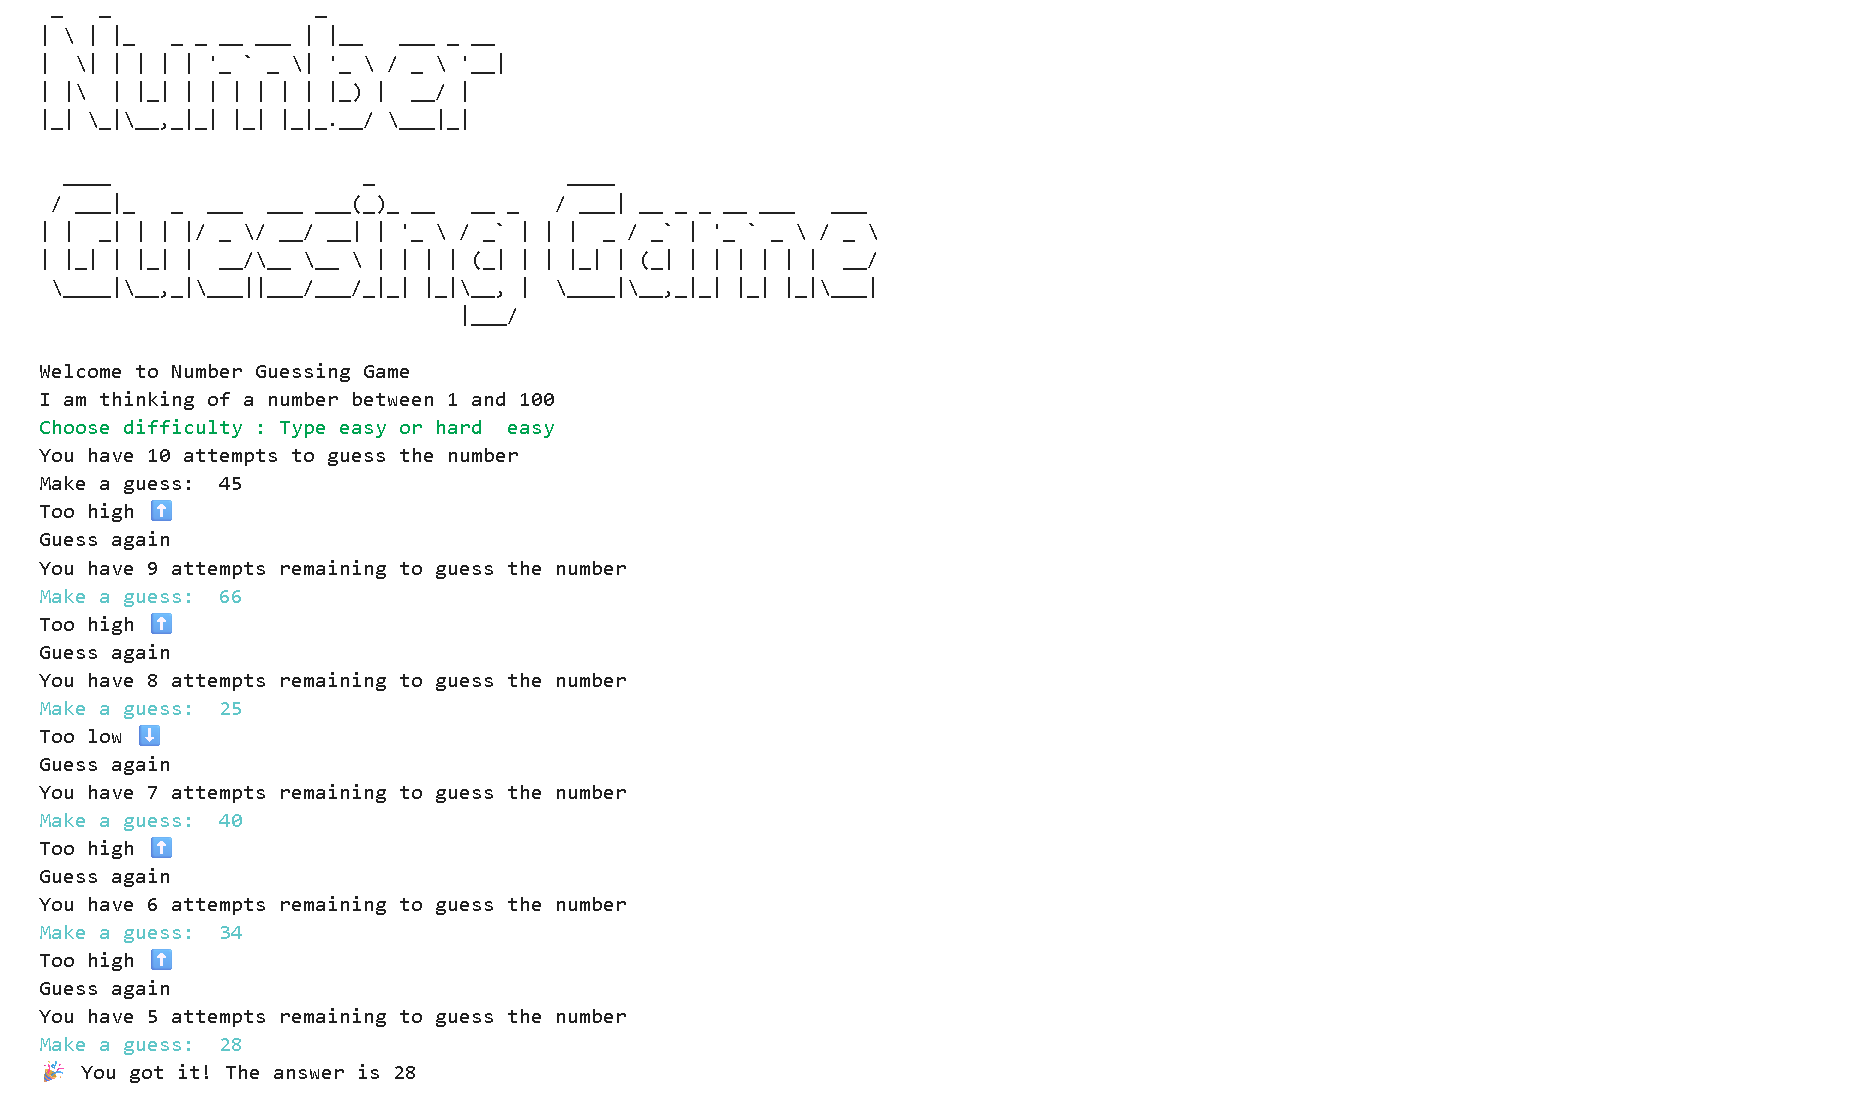 Number
Guessing Game
Welcome to Number Guessing Game
I am thinking of a number between 1 and 100
Choose difficulty : Type easy or hard  easy
You have 10 attempts to guess the number
Make a guess:  45
Too high ⬆️
Guess again
You have 9 attempts remaining to guess the number
Make a guess:  66
Too high ⬆️
Guess again
You have 8 attempts remaining to guess the number
Make a guess:  25
Too low ⬇️
Guess again
You have 7 attempts remaining to guess the number
Make a guess:  40
Too high ⬆️
Guess again
You have 6 attempts remaining to guess the number
Make a guess:  34
Too high ⬆️
Guess again
You have 5 attempts remaining to guess the number
Make a guess:  28
🎉 You got it! The answer is 28